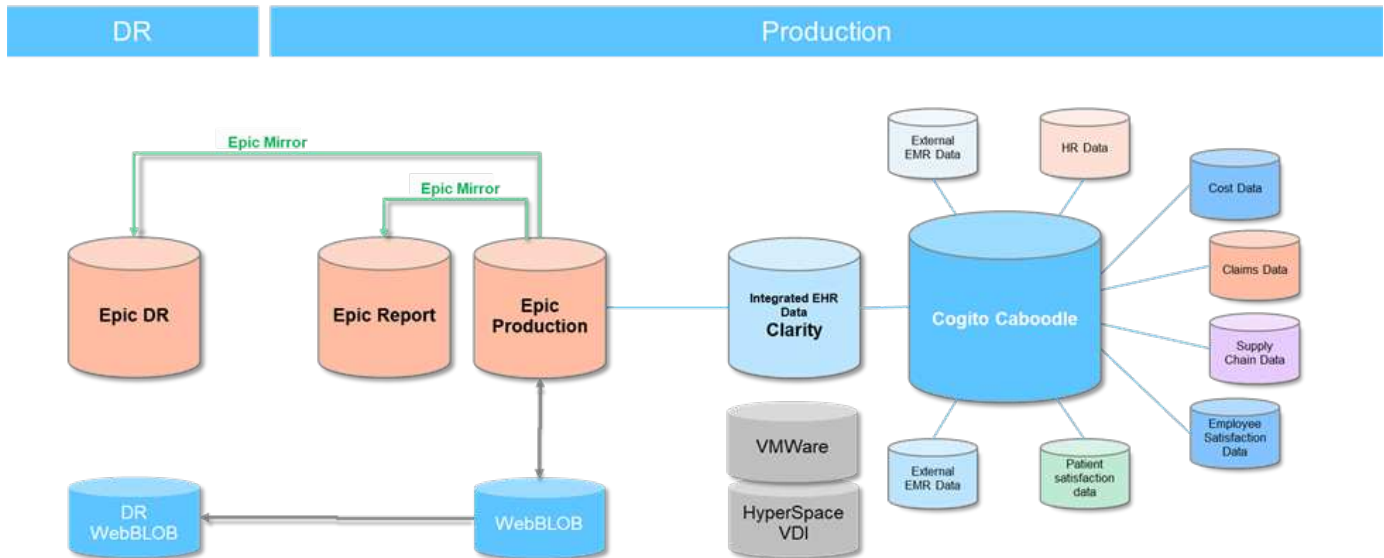 DR
Production
Epic Mirror
Epic Mirror
External
EMR Data
HR Data
Cost Data
Claims Data
Supply
Chain Data
Employee
Satisfaction
Data
Epic DR
Epic Report
Epic
Production
Integrated EHR
Data
Clarity
Cogito Caboodle
VMWare
HyperSpace
VDI
External
EMR Data
Patient
satisfaction
data
DR
WebBLOB
WebBLOB